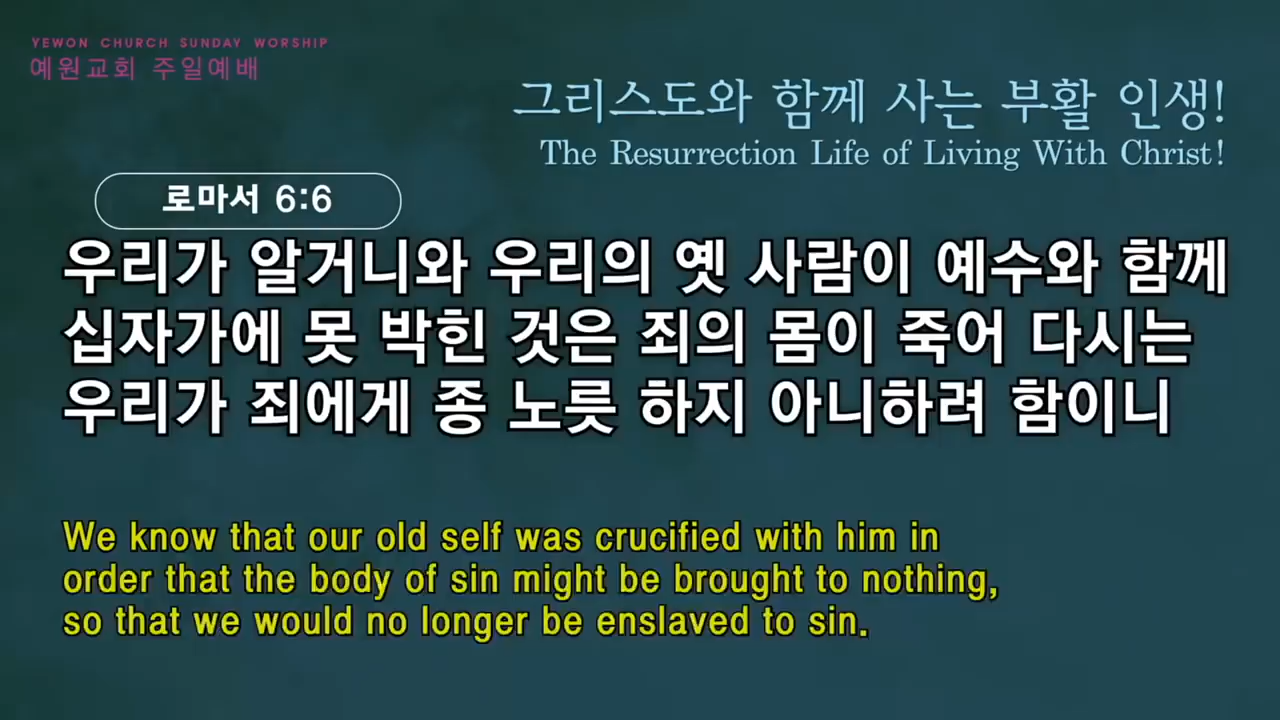 YEWON CHURCH SUNDAY WORSHIP
예원교회 주일예배
그리스도와 함께 사는 부활 인생!
The Resurrection Life of Living With Christ!
로마서 6:6
우리가 알거니와 우리의 옛 사람이 예수와 함께
십자가에 못 박힌 것은 죄의 몸이 죽어 다시는
우리가 죄에게 종 노릇 하지 아니하려 함이니
We know that our old self was crucified with him in
order that the body of sin might be brought to nothing,
so that we would no longer be enslaved to sin.